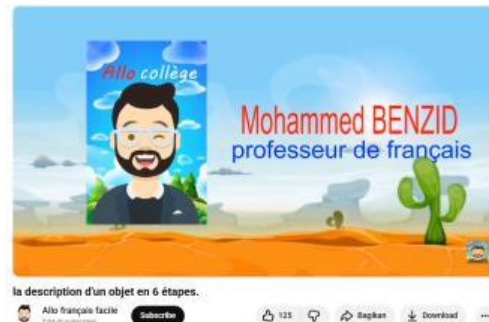 Allo collège
Mohammed BENZID
professeur de français
la description d'un objet en 6 étapes.
Allo français facile
Subscribe
125
Bagikan
Download